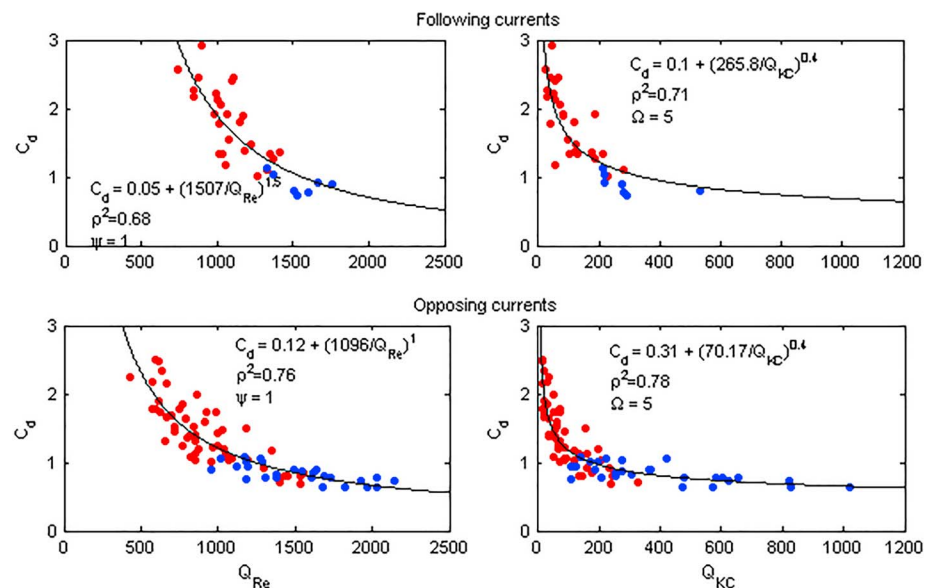 Following currents
3
2
1
0
C_d
C_d = 0.05 + (1507/Q_Re)^1.5
ρ²=0.68
ψ = 1
0 500 1000 1500 2000 2500
3
2
1
0
C_d
C_d = 0.1 + (265.8/Q_KC)^0.4
ρ²=0.71
Ω = 5
0 200 400 600 800 1000 1200
Opposing currents
3
2
1
0
C_d
C_d = 0.12 + (1096/Q_Re)^1
ρ²=0.76
ψ = 1
0 500 1000 1500 2000 2500
Q_Re
3
2
1
0
C_d
C_d = 0.31 + (70.17/Q_KC)^0.4
ρ²=0.78
Ω = 5
0 200 400 600 800 1000 1200
Q_KC